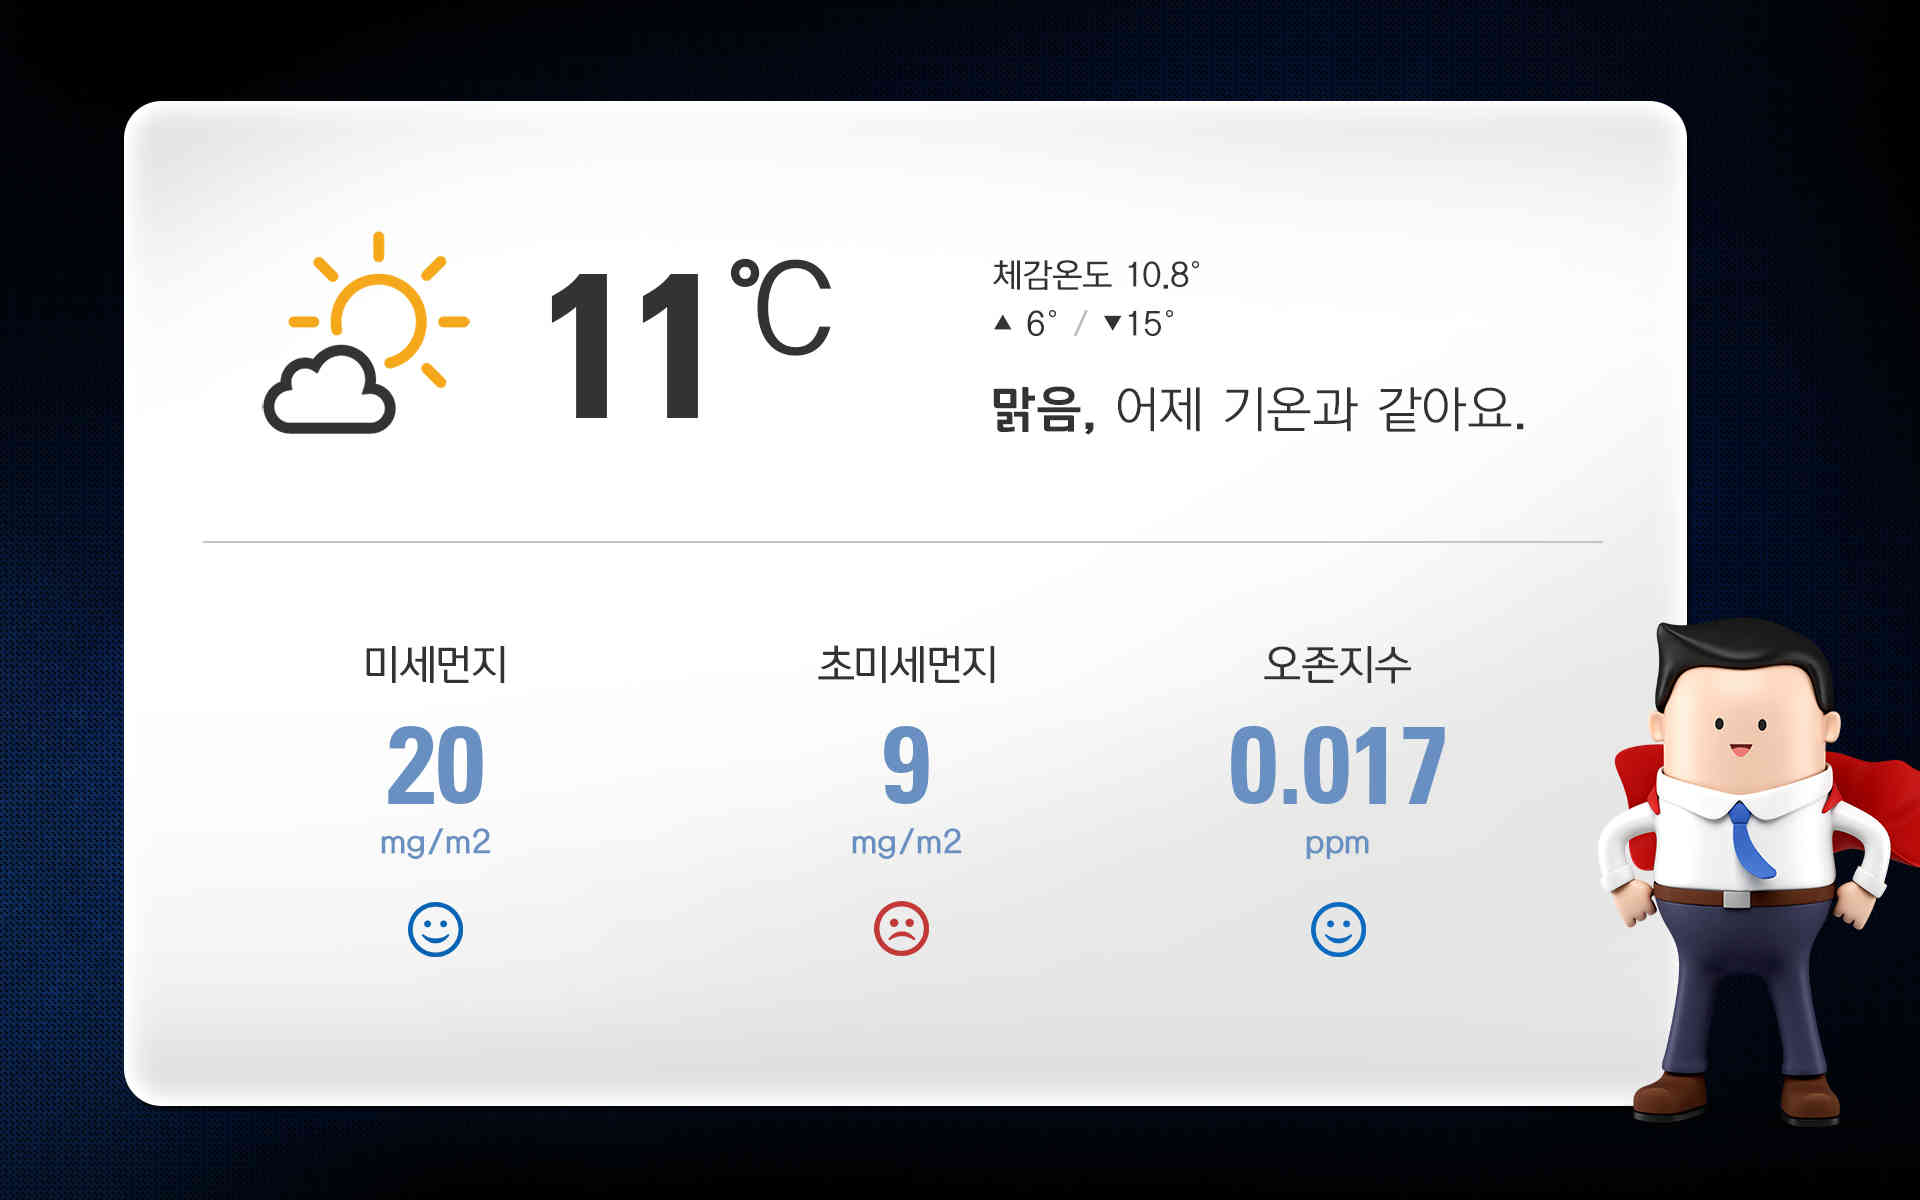 11℃
체감온도 10.8°
▲ 6° / ▼15°
맑음, 어제 기온과 같아요.
미세먼지
초미세먼지
오존지수
20
9
0.017
mg/m2
mg/m2
ppm